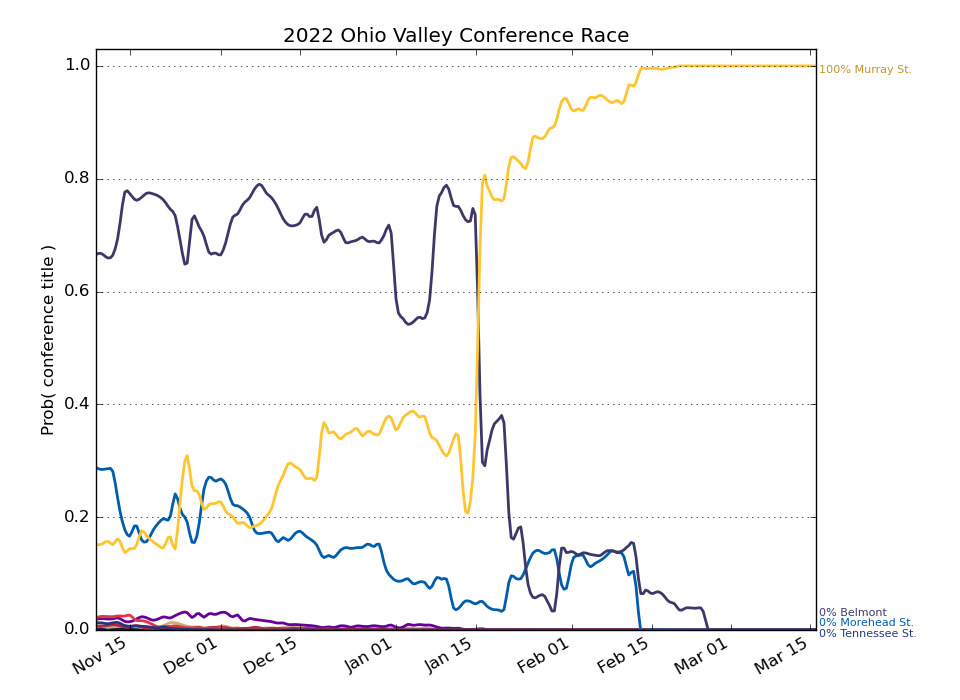 2022 Ohio Valley Conference Race
Prob( conference title )
1.0
0.8
0.6
0.4
0.2
0.0
Nov 15
Dec 01
Dec 15
Jan 01
Jan 15
Feb 01
Feb 15
Mar 01
Mar 15
100% Murray St.
0% Belmont
0% Morehead St.
0% Tennessee St.